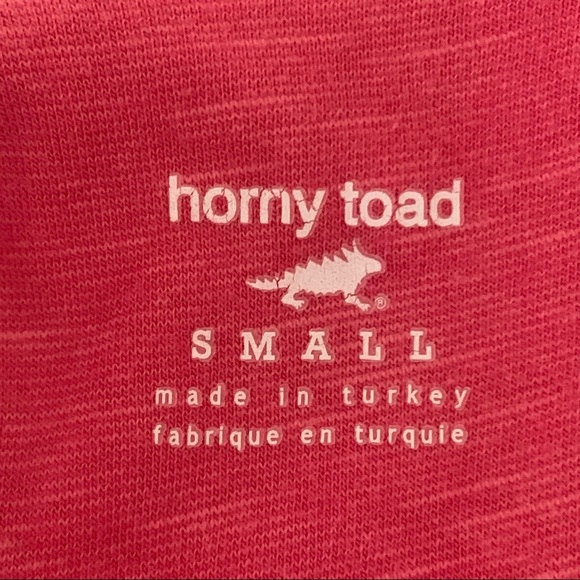 horny toad
®
SMALL
made in turkey
fabrique en turquie